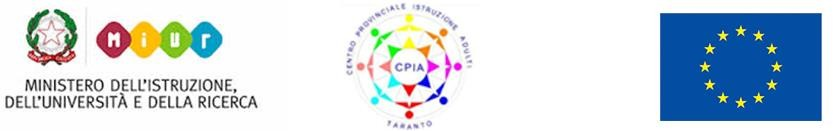 MiUR
MINISTERO DELL'ISTRUZIONE,
DELL'UNIVERSITÀ E DELLA RICERCA
CENTRO PROVINCIALE ISTRUZIONE ADULTI
CPIA
TARANTO